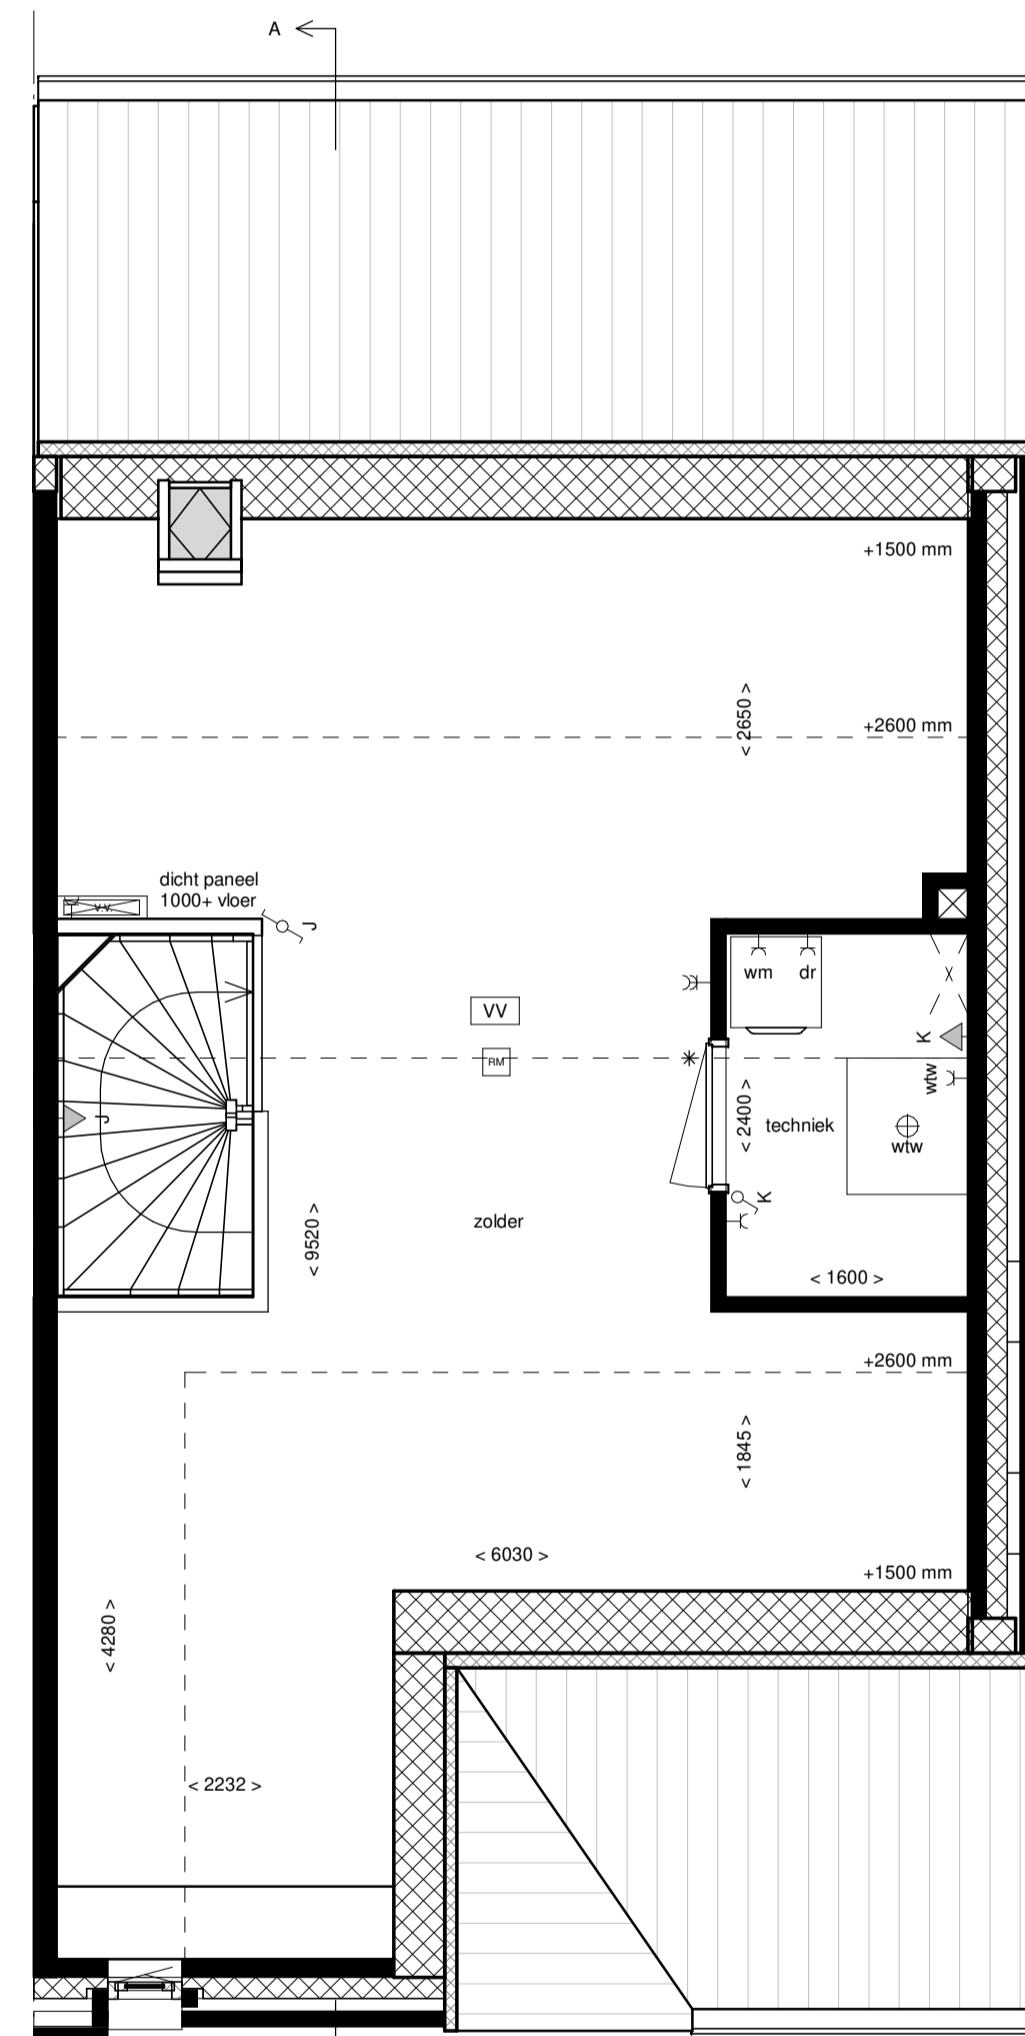 A
+1500 mm
< 2650 >
+2600 mm
dicht paneel
1000+ vloer
v.v.
J
wm
dr
x
VV
K
RM
wtw
J
< 2400 >
techniek
wtw
K
zolder
< 9520 >
< 1600 >
+2600 mm
< 1845 >
< 6030 >
+1500 mm
< 4280 >
< 2232 >